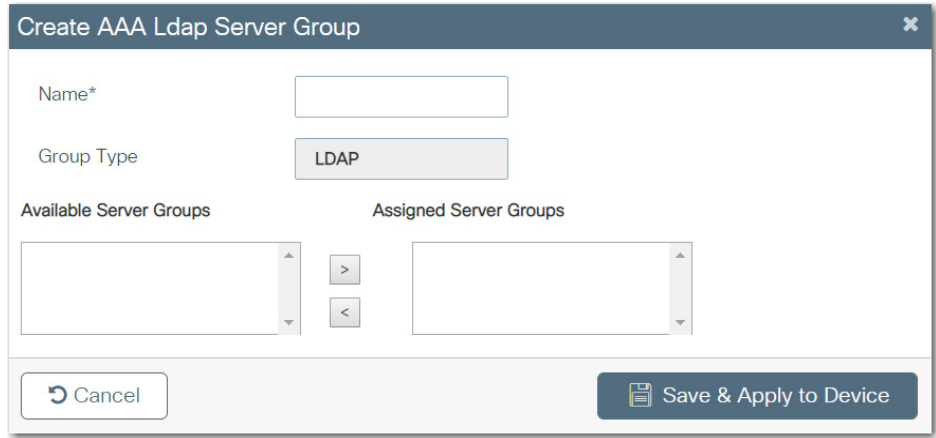 Create AAA Ldap Server Group
Name*
Group Type
LDAP
Available Server Groups
Assigned Server Groups
>
<
Cancel
Save & Apply to Device